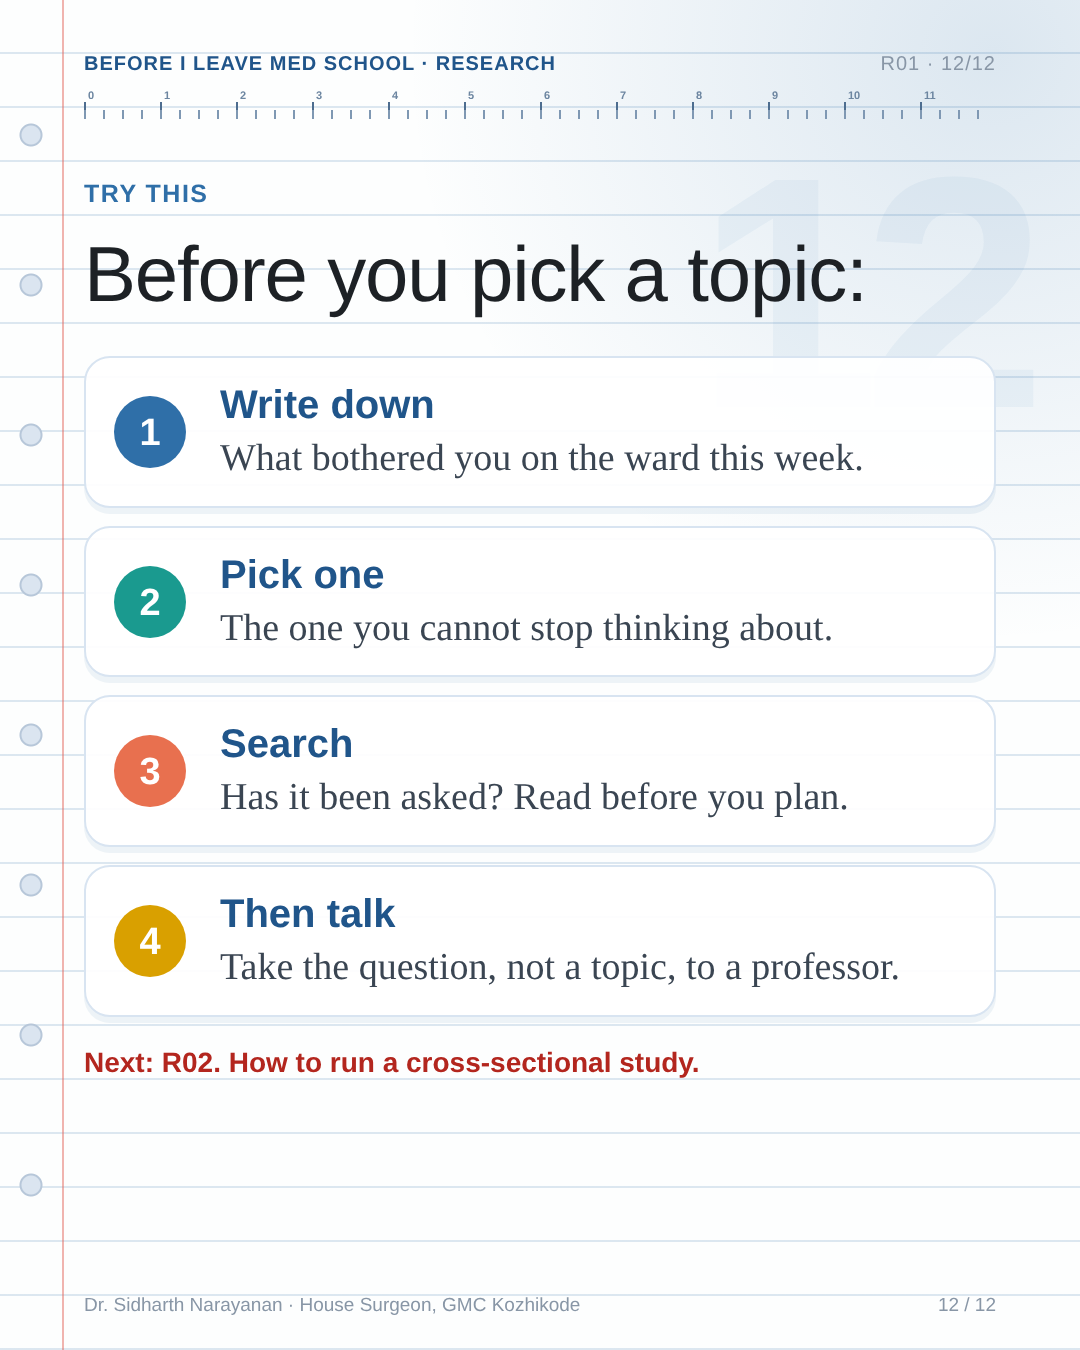 BEFORE I LEAVE MED SCHOOL · RESEARCH
R01 · 12/12
0 1 2 3 4 5 6 7 8 9 10 11
TRY THIS
12
Before you pick a topic:
1
Write down
What bothered you on the ward this week.
2
Pick one
The one you cannot stop thinking about.
3
Search
Has it been asked? Read before you plan.
4
Then talk
Take the question, not a topic, to a professor.
Next: R02. How to run a cross-sectional study.
Dr. Sidharth Narayanan · House Surgeon, GMC Kozhikode
12 / 12